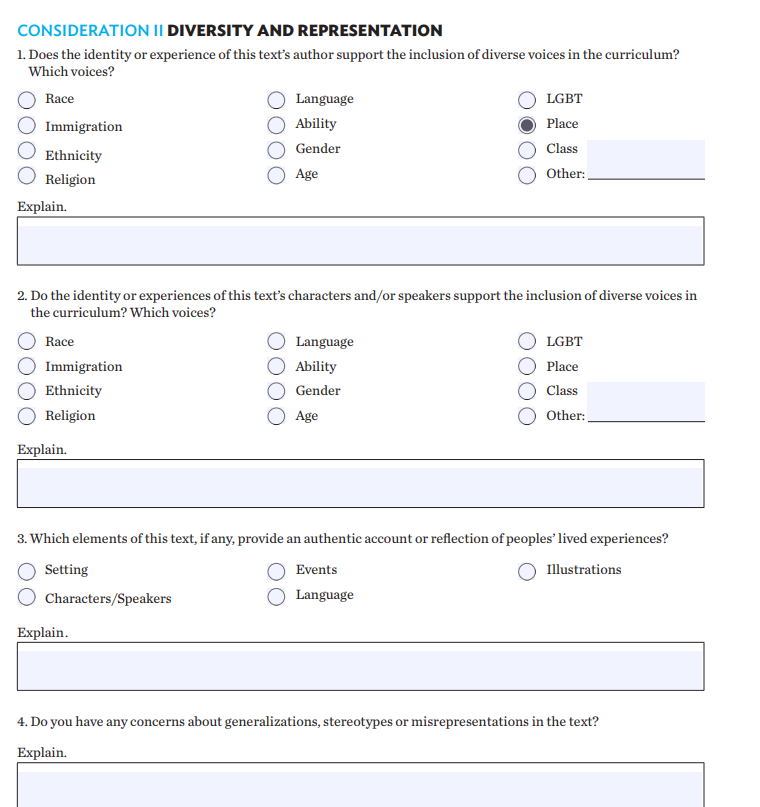 CONSIDERATION II DIVERSITY AND REPRESENTATION
1. Does the identity or experience of this text's author support the inclusion of diverse voices in the curriculum?
Which voices?
Race
Language
LGBT
Immigration
Ability
Place
Ethnicity
Gender
Class
Religion
Age
Other:
Explain.
2. Do the identity or experiences of this text's characters and/or speakers support the inclusion of diverse voices in
the curriculum? Which voices?
Race
Language
LGBT
Immigration
Ability
Place
Ethnicity
Gender
Class
Religion
Age
Other:
Explain.
3. Which elements of this text, if any, provide an authentic account or reflection of peoples' lived experiences?
Setting
Events
Illustrations
Characters/Speakers
Language
Explain.
4. Do you have any concerns about generalizations, stereotypes or misrepresentations in the text?
Explain.